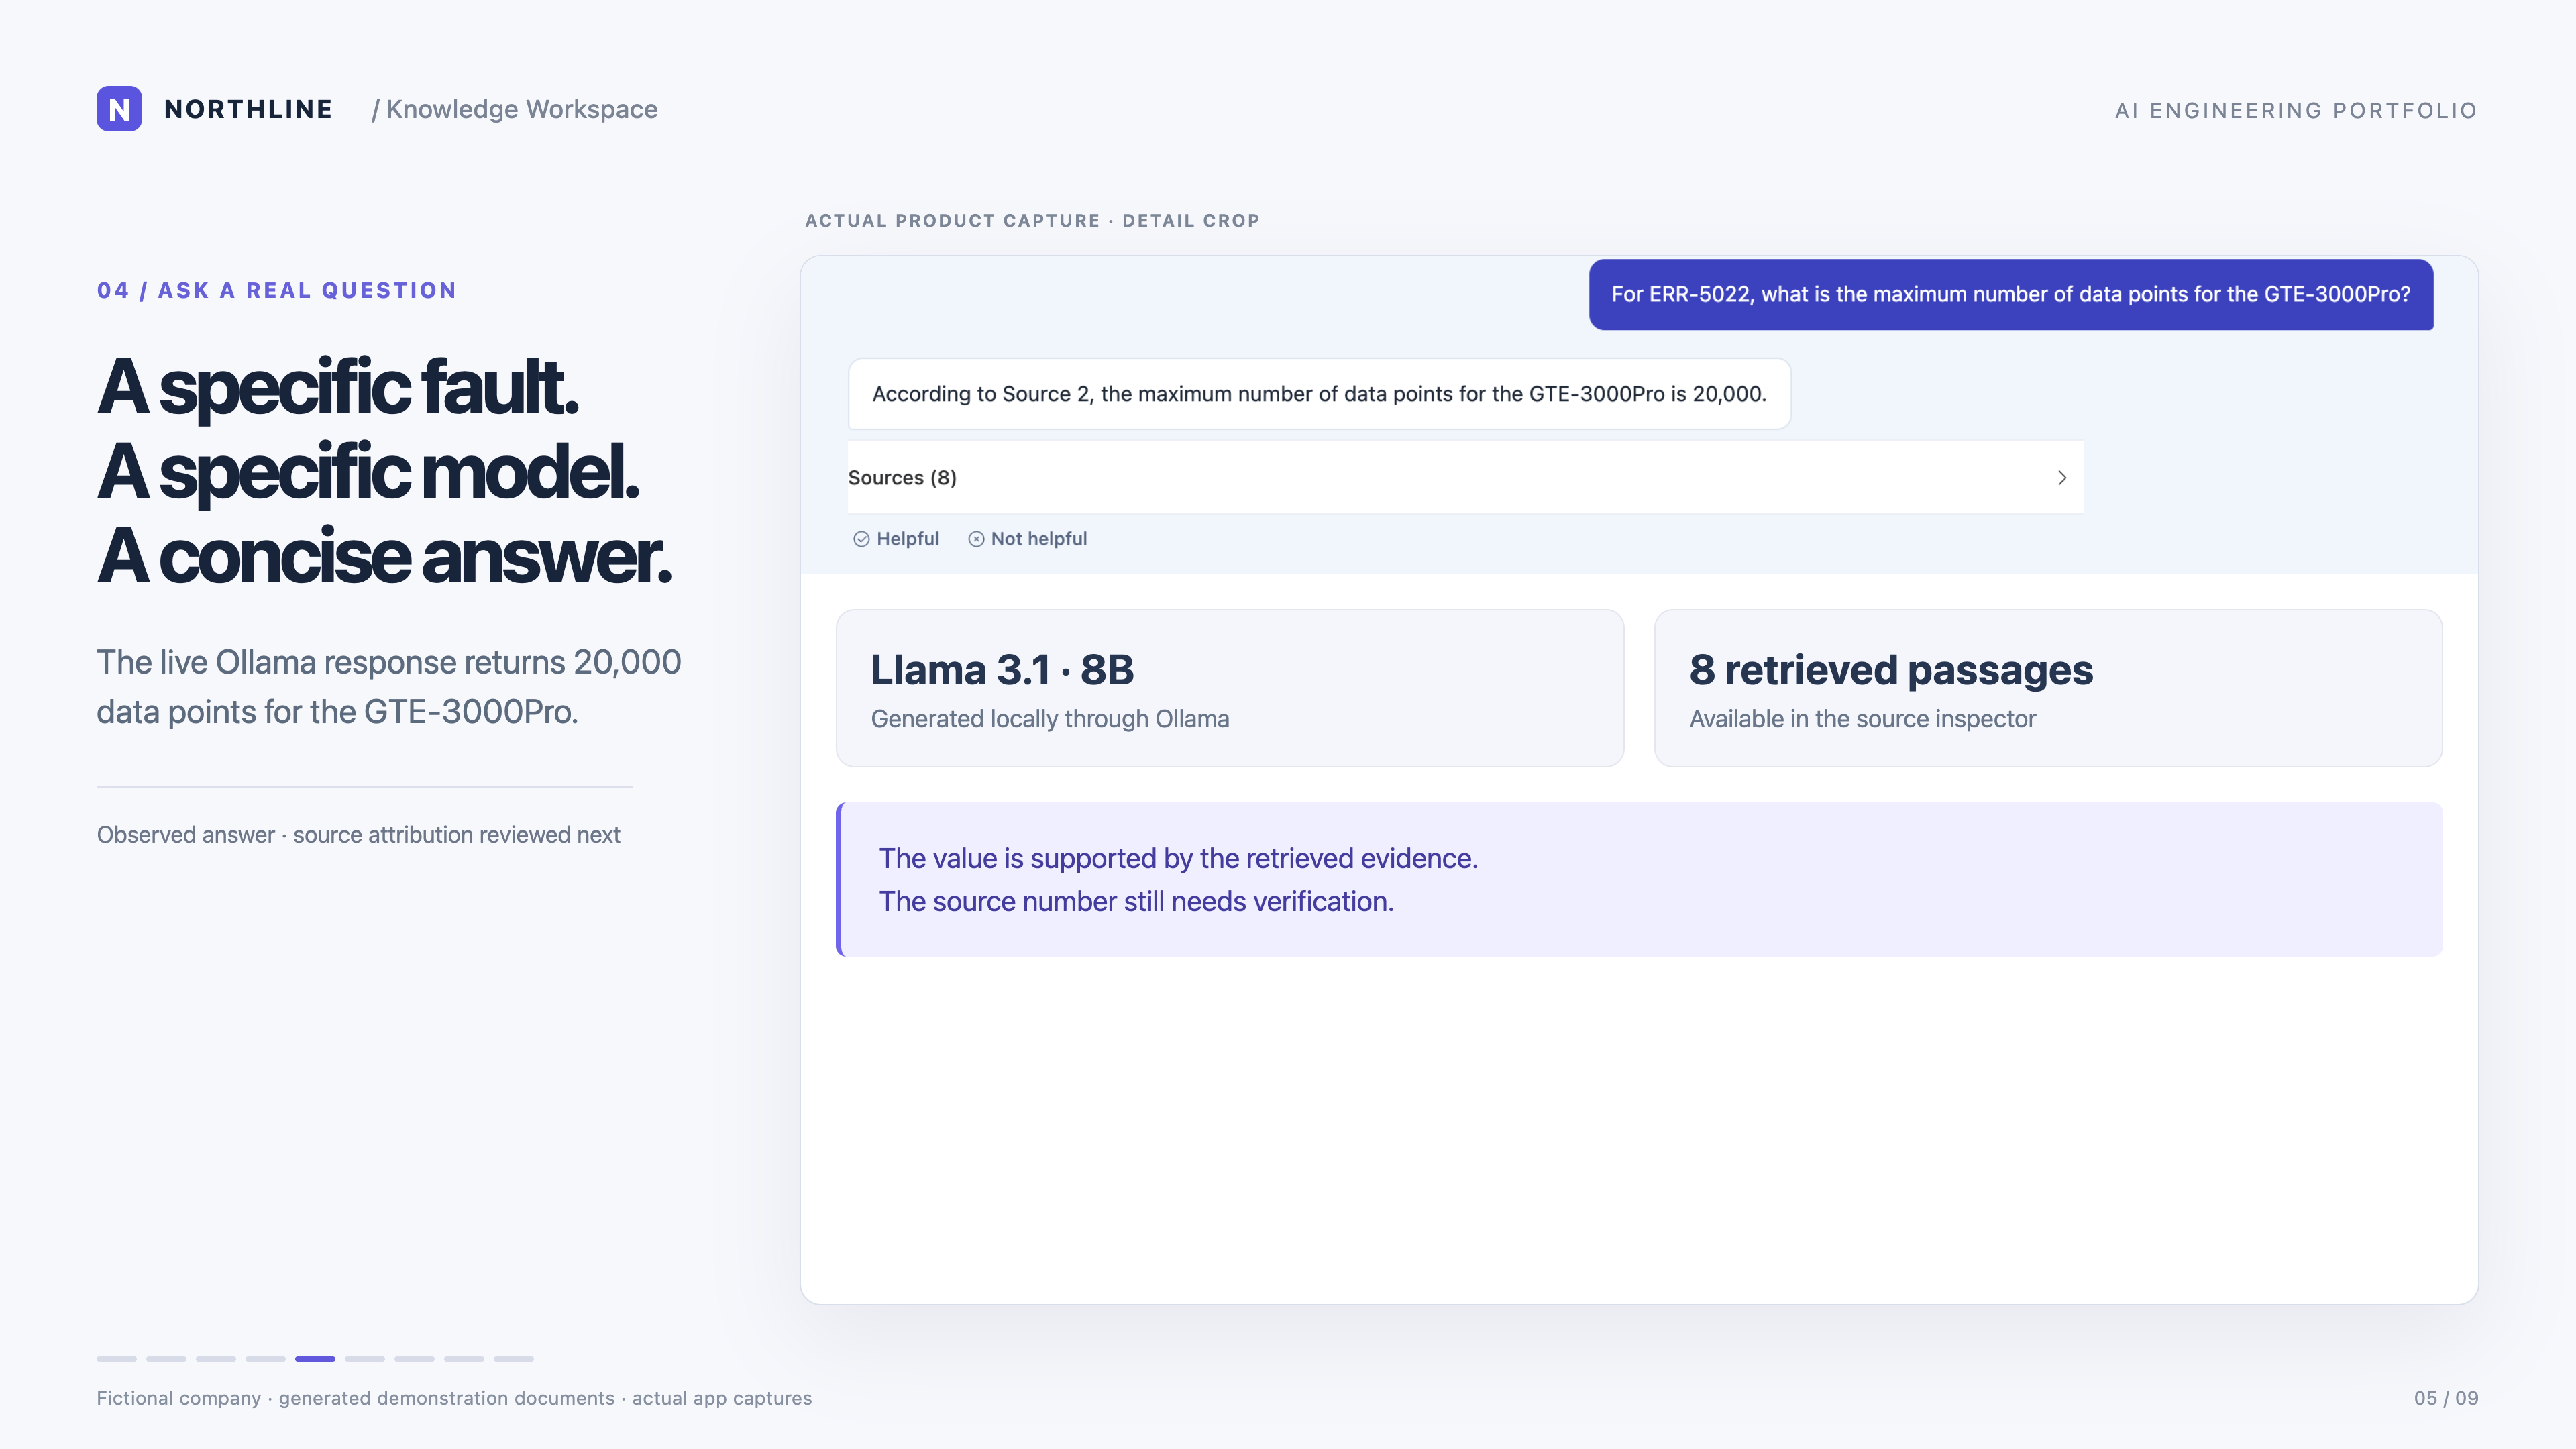 N NORTHLINE / Knowledge Workspace
AI ENGINEERING PORTFOLIO
04 / ASK A REAL QUESTION
A specific fault.
A specific model.
A concise answer.
The live Ollama response returns 20,000
data points for the GTE-3000Pro.
Observed answer · source attribution reviewed next
ACTUAL PRODUCT CAPTURE · DETAIL CROP
For ERR-5022, what is the maximum number of data points for the GTE-3000Pro?
According to Source 2, the maximum number of data points for the GTE-3000Pro is 20,000.
Sources (8)
Helpful Not helpful
Llama 3.1 · 8B
Generated locally through Ollama
8 retrieved passages
Available in the source inspector
The value is supported by the retrieved evidence.
The source number still needs verification.
Fictional company · generated demonstration documents · actual app captures
05 / 09